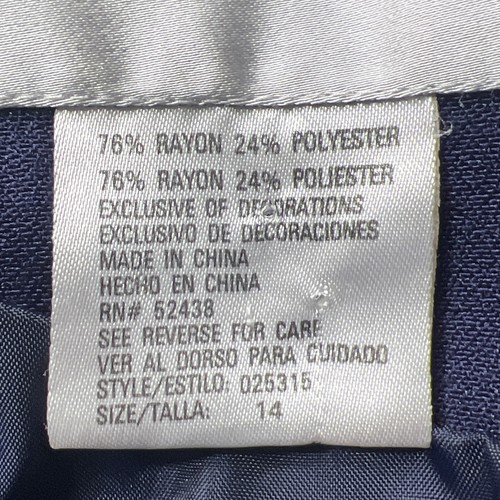 76% RAYON 24% POLYESTER
76% RAYON 24% POLIESTER
EXCLUSIVE OF DECORATIONS
EXCLUSIVO DE DECORACIONES
MADE IN CHINA
HECHO EN CHINA
RN# 52438
SEE REVERSE FOR CARE
VER AL DORSO PARA CUIDADO
STYLE/ESTILO: 025315
SIZE/TALLA: 14